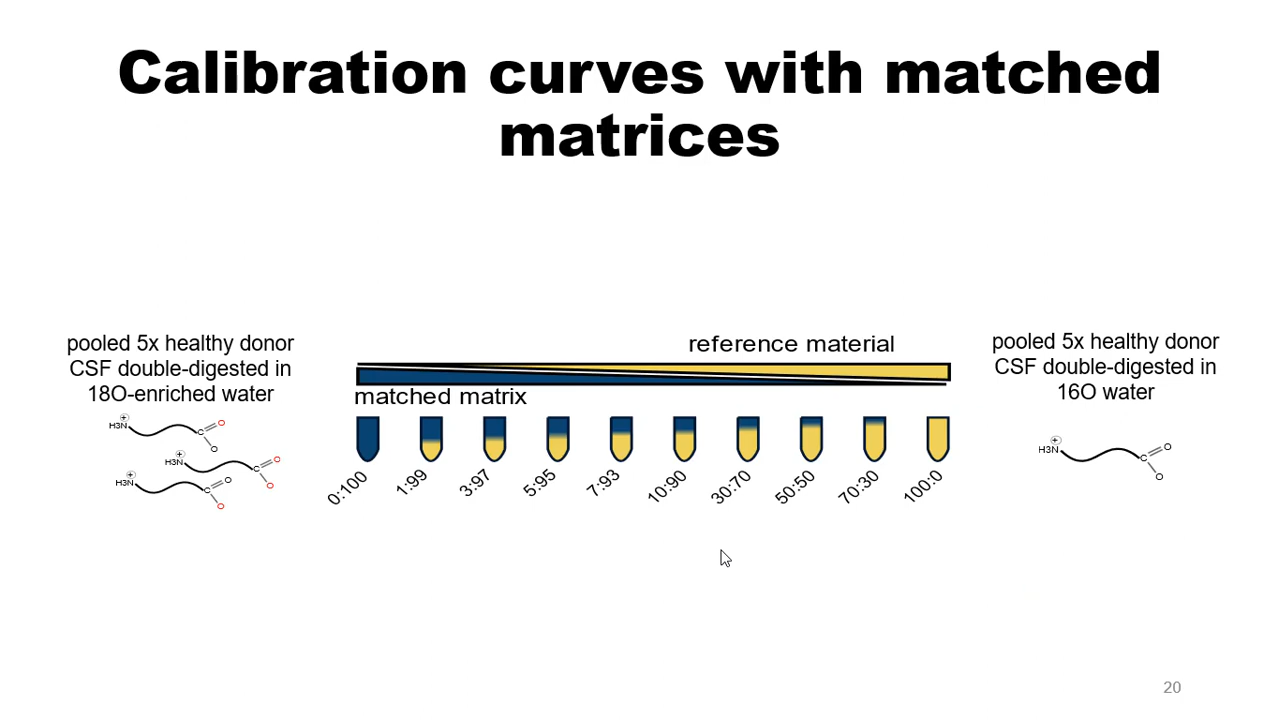 Calibration curves with matched
matrices
pooled 5x healthy donor
CSF double-digested in
18O-enriched water
H3N
+
C
O
O
H3N
+
C
O
O
H3N
+
C
O
O
reference material
matched matrix
0:100
1:99
3:97
5:95
7:93
10:90
30:70
50:50
70:30
100:0
pooled 5x healthy donor
CSF double-digested in
16O water
H3N
+
C
O
O
20